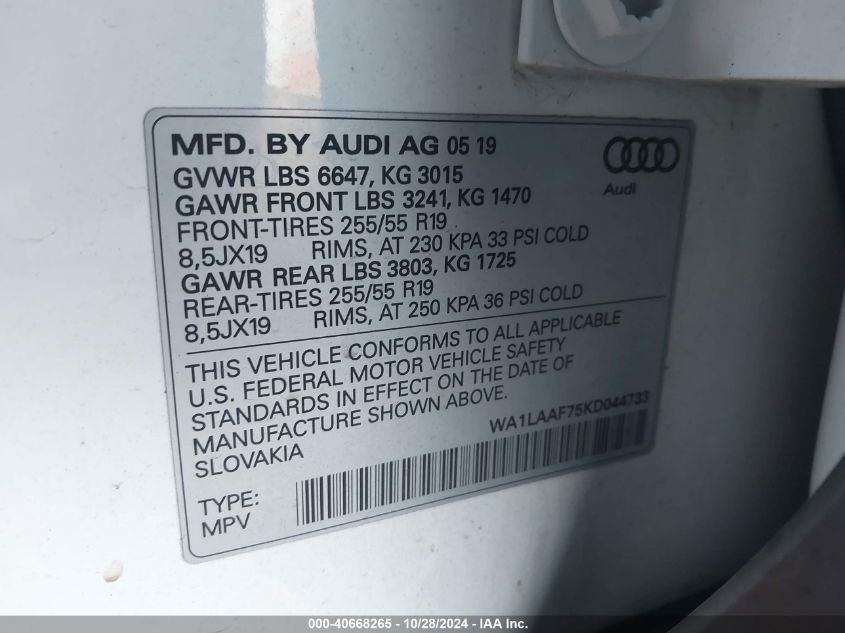 MFD. BY AUDI AG 05 19
Audi
GVWR LBS 6647, KG 3015
GAWR FRONT LBS 3241, KG 1470
FRONT-TIRES 255/55 R19
8,5JX19 RIMS, AT 230 KPA 33 PSI COLD
GAWR REAR LBS 3803, KG 1725
REAR-TIRES 255/55 R19
8,5JX19 RIMS, AT 250 KPA 36 PSI COLD
THIS VEHICLE CONFORMS TO ALL APPLICABLE
U.S. FEDERAL MOTOR VEHICLE SAFETY
STANDARDS IN EFFECT ON THE DATE OF
MANUFACTURE SHOWN ABOVE.
SLOVAKIA
WA1LAAF75KD044733
TYPE:
MPV
000-40668265 - 10/28/2024 - IAA Inc.